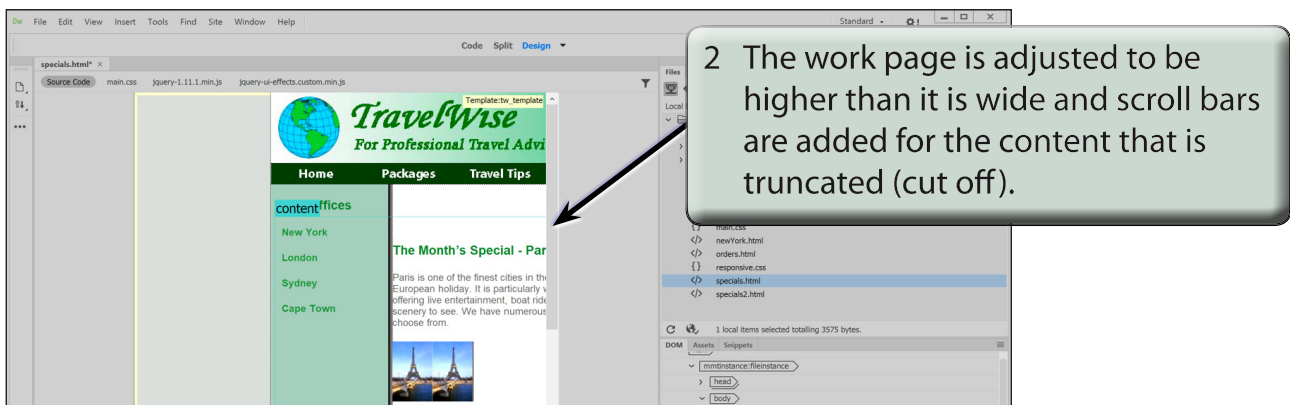 Dw File Edit View Insert Tools Find Site Window Help Standard
Code Split Design
specials.html* ×
Source Code main.css jquery-1.11.1.min.js jquery-ui-effects.custom.min.js
Files
Local
Template:tw_template
TravelWise
For Professional Travel Advi
Home Packages Travel Tips
content ffices
New York
London
Sydney
Cape Town
The Month's Special - Par
Paris is one of the finest cities in th
European holiday. It is particularly
offering live entertainment, boat ride
scenery to see. We have numerous
choose from.
2 The work page is adjusted to be
higher than it is wide and scroll bars
are added for the content that is
truncated (cut off).
{ } main.css
</> newYork.html
</> orders.html
{ } responsive.css
</> specials.html
</> specials2.html
1 local items selected totalling 3575 bytes.
DOM Assets Snippets
mmtinstance:fileinstance
head
body